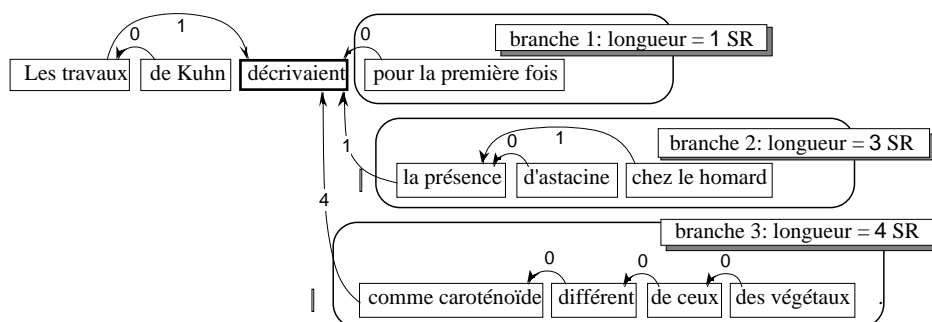 1
0
0
branche 1: longueur = 1 SR
Les travaux de Kuhn décrivaient pour la première fois
branche 2: longueur = 3 SR
0 1
1
la présence d'astacine chez le homard
4
branche 3: longueur = 4 SR
0 0 0
comme caroténoïde différent de ceux des végétaux .